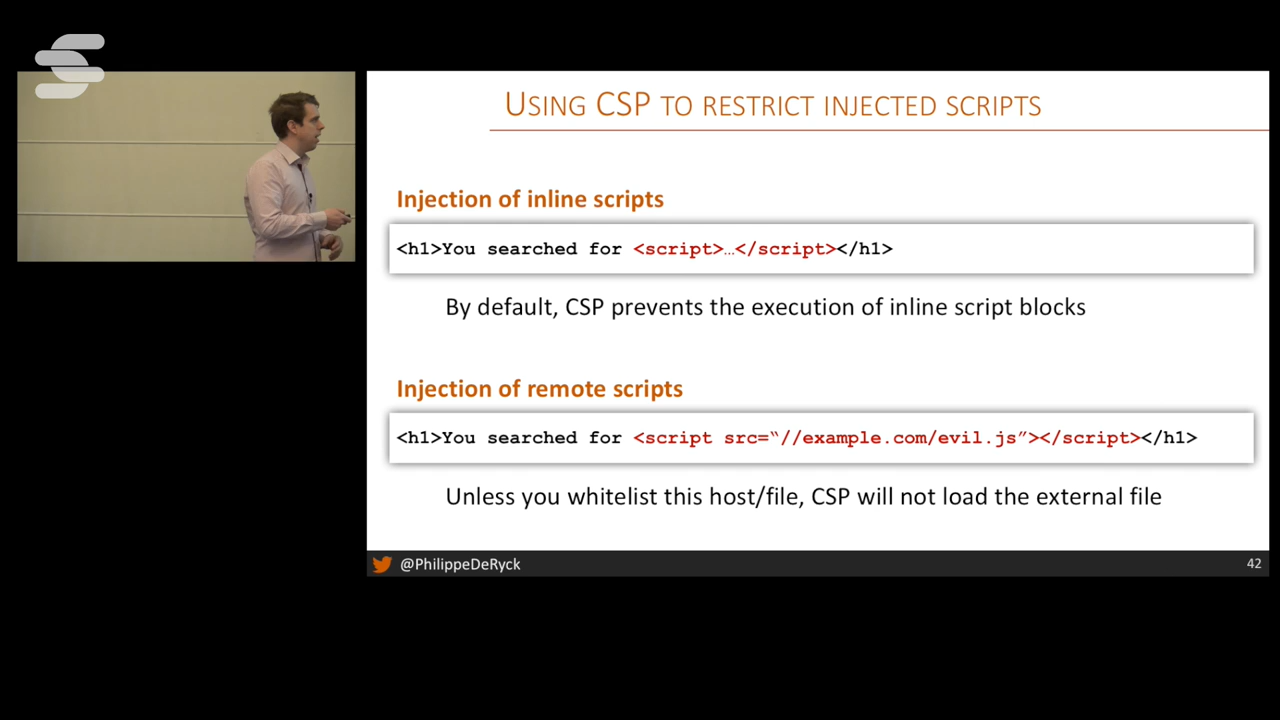 USING CSP TO RESTRICT INJECTED SCRIPTS
Injection of inline scripts
<h1>You searched for <script>…</script></h1>
By default, CSP prevents the execution of inline script blocks
Injection of remote scripts
<h1>You searched for <script src=“//example.com/evil.js”></script></h1>
Unless you whitelist this host/file, CSP will not load the external file
@PhilippeDeRyck
42